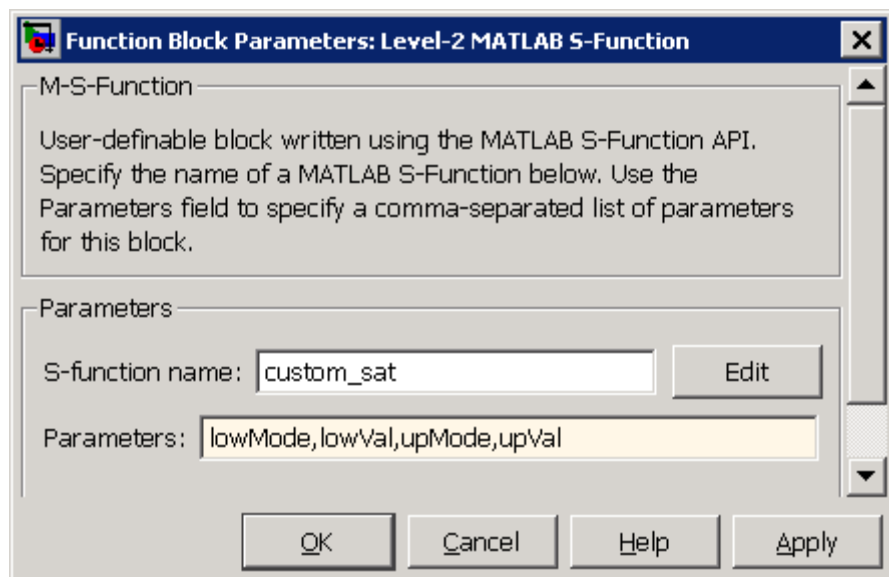 Function Block Parameters: Level-2 MATLAB S-Function
M-S-Function
User-definable block written using the MATLAB S-Function API.
Specify the name of a MATLAB S-Function below. Use the
Parameters field to specify a comma-separated list of parameters
for this block.
Parameters
S-function name: custom_sat Edit
Parameters: lowMode,lowVal,upMode,upVal
OK Cancel Help Apply